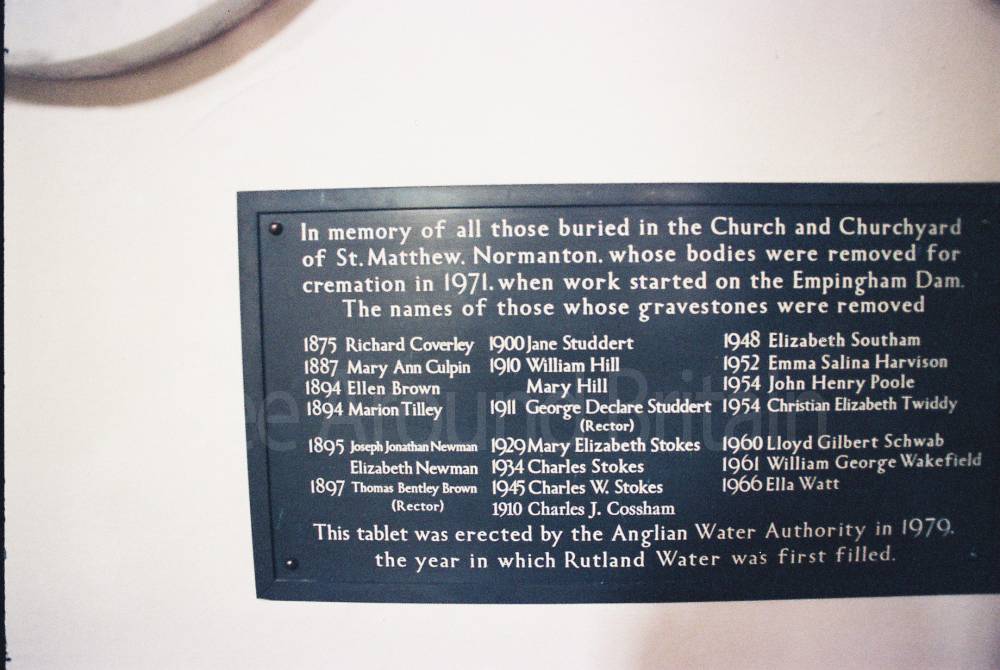 In memory of all those buried in the Church and Churchyard
of St. Matthew. Normanton. whose bodies were removed for
cremation in 1971. when work started on the Empingham Dam.
The names of those whose gravestones were removed
1875 Richard Coverley
1887 Mary Ann Culpin
1894 Ellen Brown
1894 Marion Tilley
1895 Joseph Jonathan Newman
Elizabeth Newman
1897 Thomas Bentley Brown
(Rector)
1900 Jane Studdert
1910 William Hill
Mary Hill
1911 George Declare Studdert
(Rector)
1929 Mary Elizabeth Stokes
1934 Charles Stokes
1945 Charles W. Stokes
1910 Charles J. Cossham
1948 Elizabeth Southam
1952 Emma Salina Harvison
1954 John Henry Poole
1954 Christian Elizabeth Twiddy
1960 Lloyd Gilbert Schwab
1961 William George Wakefield
1966 Ella Watt
This tablet was erected by the Anglian Water Authority in 1979.
the year in which Rutland Water was first filled.
See Around Britain